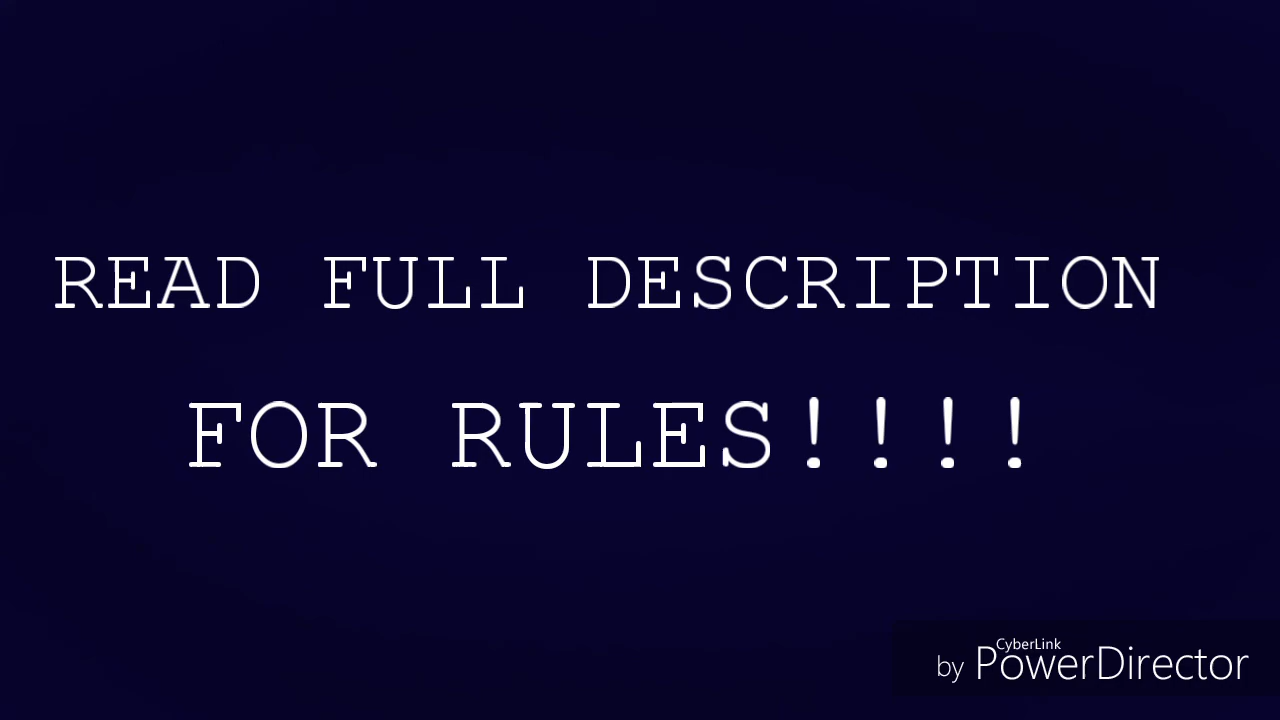 READ FULL DESCRIPTION
FOR RULES!!!!
CyberLink
by PowerDirector